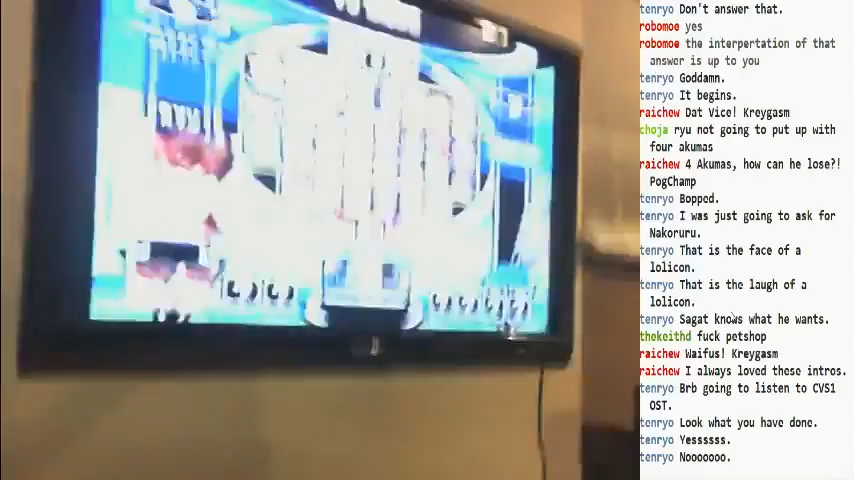 tenryo Don't answer that.
robomoe yes
robomoe the interpertation of that
answer is up to you
tenryo Goddamn.
tenryo It begins.
raichew Dat Vice! Kreygasm
choja ryu not going to put up with
four akumas
raichew 4 Akumas, how can he lose?!
PogChamp
tenryo Bopped.
tenryo I was just going to ask for
Nakoruru.
tenryo That is the face of a
lolicon.
tenryo That is the laugh of a
lolicon.
tenryo Sagat knows what he wants.
thekeithd fuck petshop
raichew Waifus! Kreygasm
raichew I always loved these intros.
tenryo Brb going to listen to CVS1
OST.
tenryo Look what you have done.
tenryo Yessssss.
tenryo Nooooooo.